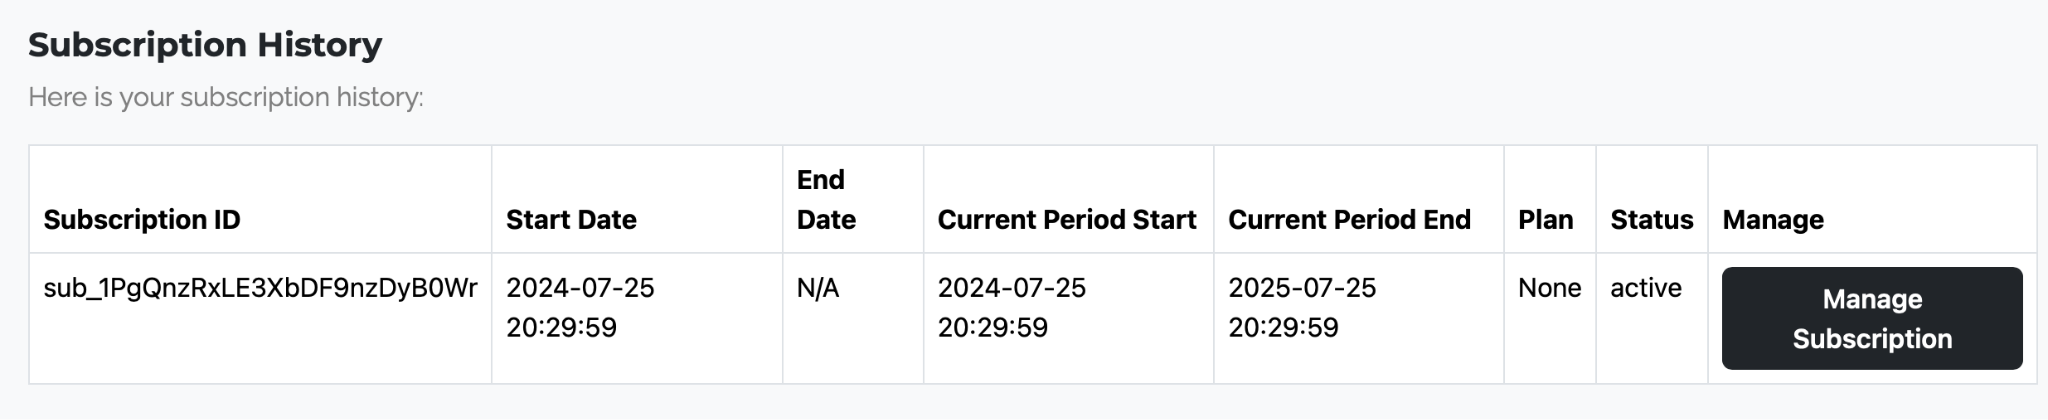 Subscription History
Here is your subscription history:
End
Subscription ID Start Date Date Current Period Start Current Period End Plan Status Manage
sub_1PgQnzRxLE3XbDF9nzDyB0Wr 2024-07-25 N/A 2024-07-25 2025-07-25 None active Manage
20:29:59 20:29:59 20:29:59 Subscription